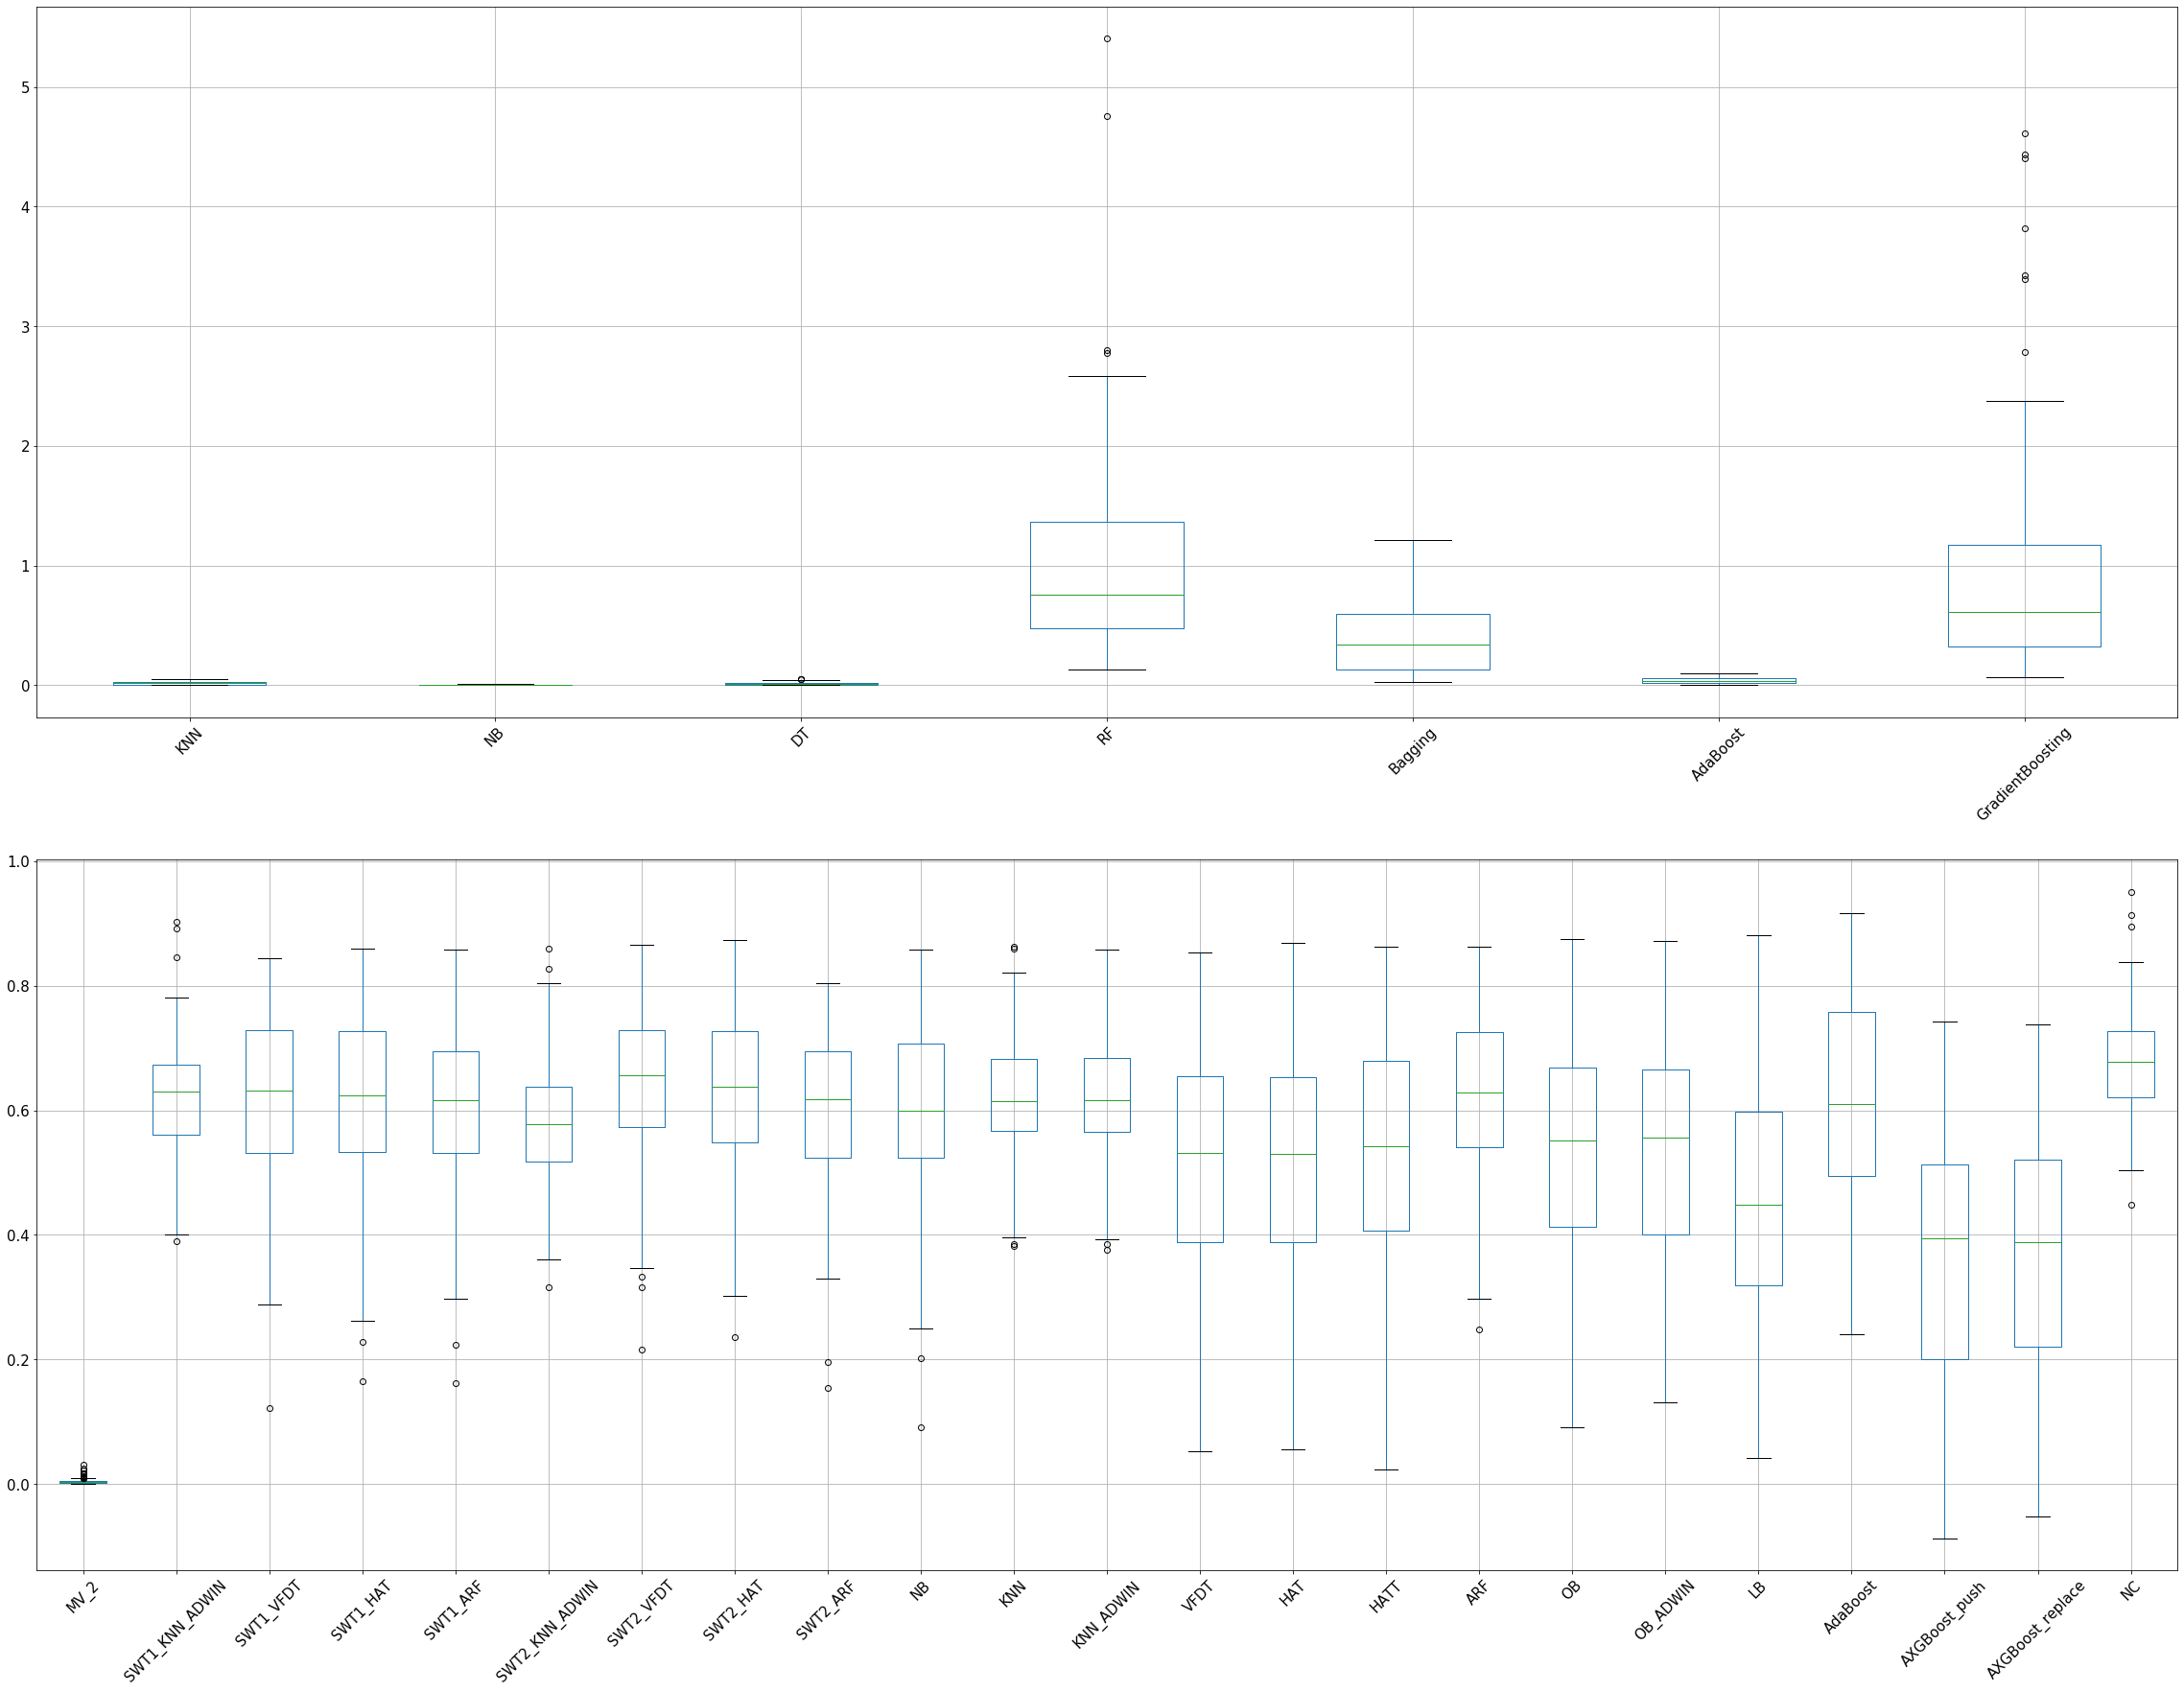 5
4
3
2
1
0
KNN
NB
DT
RF
Bagging
AdaBoost
GradientBoosting
1.0
0.8
0.6
0.4
0.2
0.0
MV_2
SWT1_KNN_ADWIN
SWT1_VFDT
SWT1_HAT
SWT1_ARF
SWT2_KNN_ADWIN
SWT2_VFDT
SWT2_HAT
SWT2_ARF
NB
KNN
KNN_ADWIN
VFDT
HAT
HATT
ARF
OB
OB_ADWIN
LB
AdaBoost
AXGBoost_push
AXGBoost_replace
NC